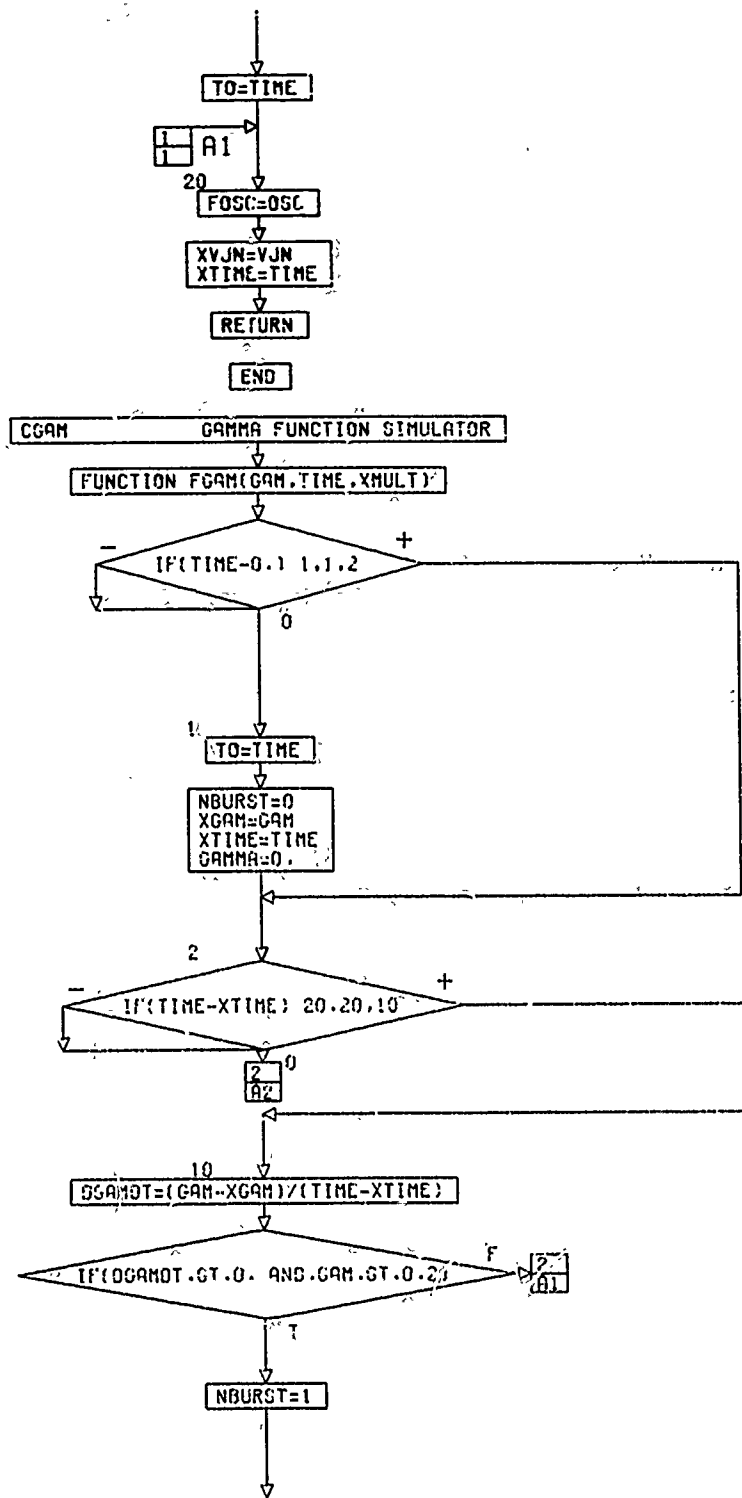 TO=TIME
1
1
A1
20
FOSC=OSC
XVJN=VJN
XTIME=TIME
RETURN
END
CGAM GAMMA FUNCTION SIMULATOR
FUNCTION FGAM(GAM,TIME,XMULT)
- +
IF(TIME-0.) 1,1,2
0
1
TO=TIME
NBURST=0
XGAM=GAM
XTIME=TIME
GAMMA=0.
2
- +
IF(TIME-XTIME) 20,20,10
0
2
A2
10
DGAMDT=(GAM-XGAM)/(TIME-XTIME)
IF(DGAMDT.GT.0. AND.GAM.GT.0.2)
F
2
A1
T
NBURST=1